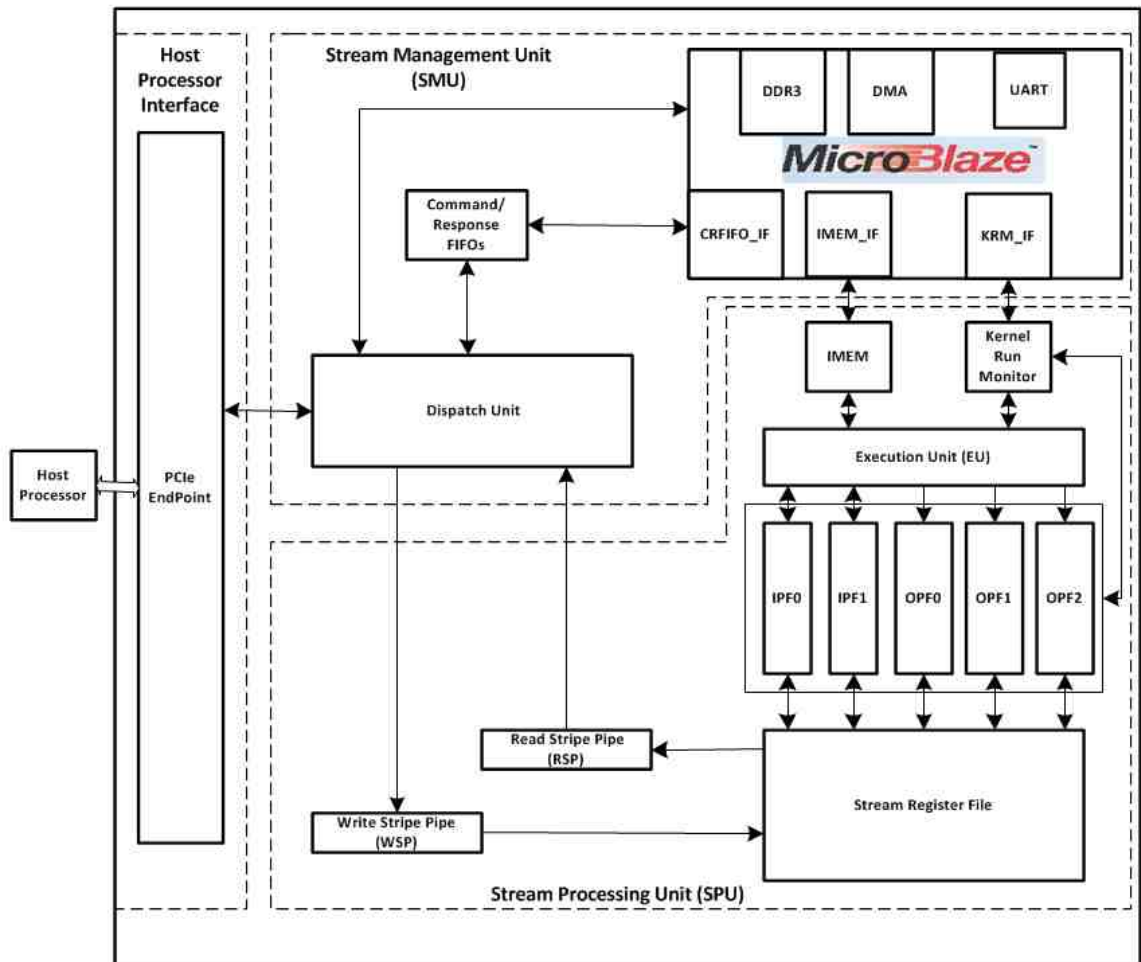 Host
Processor
Interface
Stream Management Unit
(SMU)
DDR3
DMA
UART
MicroBlaze™
Command/
Response
FIFOs
CRFIFO_IF
IMEM_IF
KRM_IF
IMEM
Kernel
Run
Monitor
Dispatch Unit
Execution Unit (EU)
Host
Processor
PCIe
EndPoint
IPF0
IPF1
OPF0
OPF1
OPF2
Read Stripe Pipe
(RSP)
Stream Register File
Write Stripe Pipe
(WSP)
Stream Processing Unit (SPU)